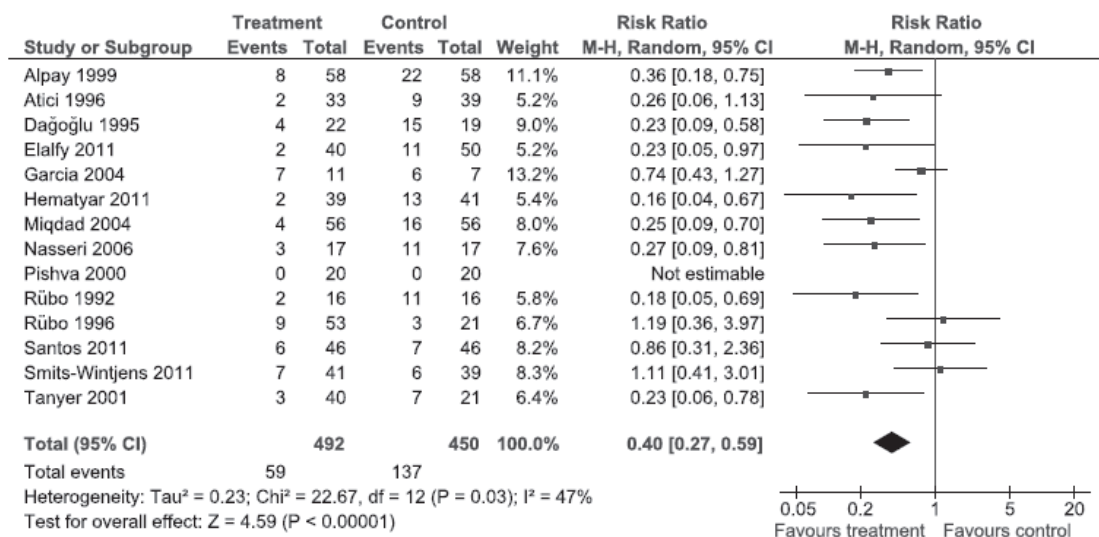 Treatment Control Risk Ratio Risk Ratio
Study or Subgroup Events Total Events Total Weight M-H, Random, 95% CI M-H, Random, 95% CI
Alpay 1999 8 58 22 58 11.1% 0.36 [0.18, 0.75]
Atici 1996 2 33 9 39 5.2% 0.26 [0.06, 1.13]
Dağoğlu 1995 4 22 15 19 9.0% 0.23 [0.09, 0.58]
Elalfy 2011 2 40 11 50 5.2% 0.23 [0.05, 0.97]
Garcia 2004 7 11 6 7 13.2% 0.74 [0.43, 1.27]
Hematyar 2011 2 39 13 41 5.4% 0.16 [0.04, 0.67]
Miqdad 2004 4 56 16 56 8.0% 0.25 [0.09, 0.70]
Nasseri 2006 3 17 11 17 7.6% 0.27 [0.09, 0.81]
Pishva 2000 0 20 0 20 Not estimable
Rübo 1992 2 16 11 16 5.8% 0.18 [0.05, 0.69]
Rübo 1996 9 53 3 21 6.7% 1.19 [0.36, 3.97]
Santos 2011 6 46 7 46 8.2% 0.86 [0.31, 2.36]
Smits-Wintjens 2011 7 41 6 39 8.3% 1.11 [0.41, 3.01]
Tanyer 2001 3 40 7 21 6.4% 0.23 [0.06, 0.78]
Total (95% CI) 492 450 100.0% 0.40 [0.27, 0.59]
Total events 59 137
Heterogeneity: Tau² = 0.23; Chi² = 22.67, df = 12 (P = 0.03); I² = 47%
Test for overall effect: Z = 4.59 (P < 0.00001)
0.05 0.2 1 5 20
Favours treatment Favours control